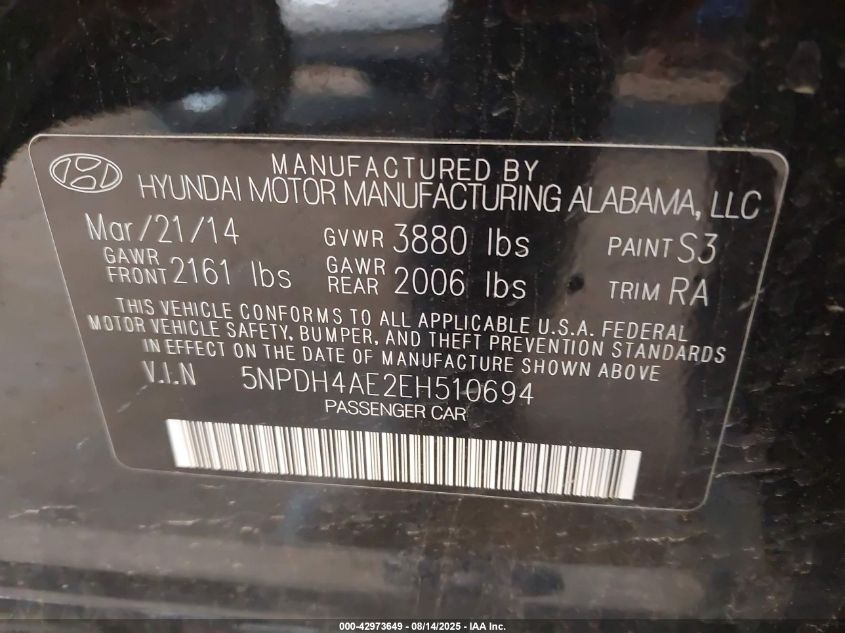 MANUFACTURED BY
HYUNDAI MOTOR MANUFACTURING ALABAMA, LLC
Mar/21/14 GVWR 3880 lbs PAINT S3
GAWR FRONT 2161 lbs GAWR REAR 2006 lbs TRIM RA
THIS VEHICLE CONFORMS TO ALL APPLICABLE U.S.A. FEDERAL
MOTOR VEHICLE SAFETY, BUMPER, AND THEFT PREVENTION STANDARDS
IN EFFECT ON THE DATE OF MANUFACTURE SHOWN ABOVE
V.I.N 5NPDH4AE2EH510694
PASSENGER CAR
000-42973649 - 08/14/2025 - IAA Inc.